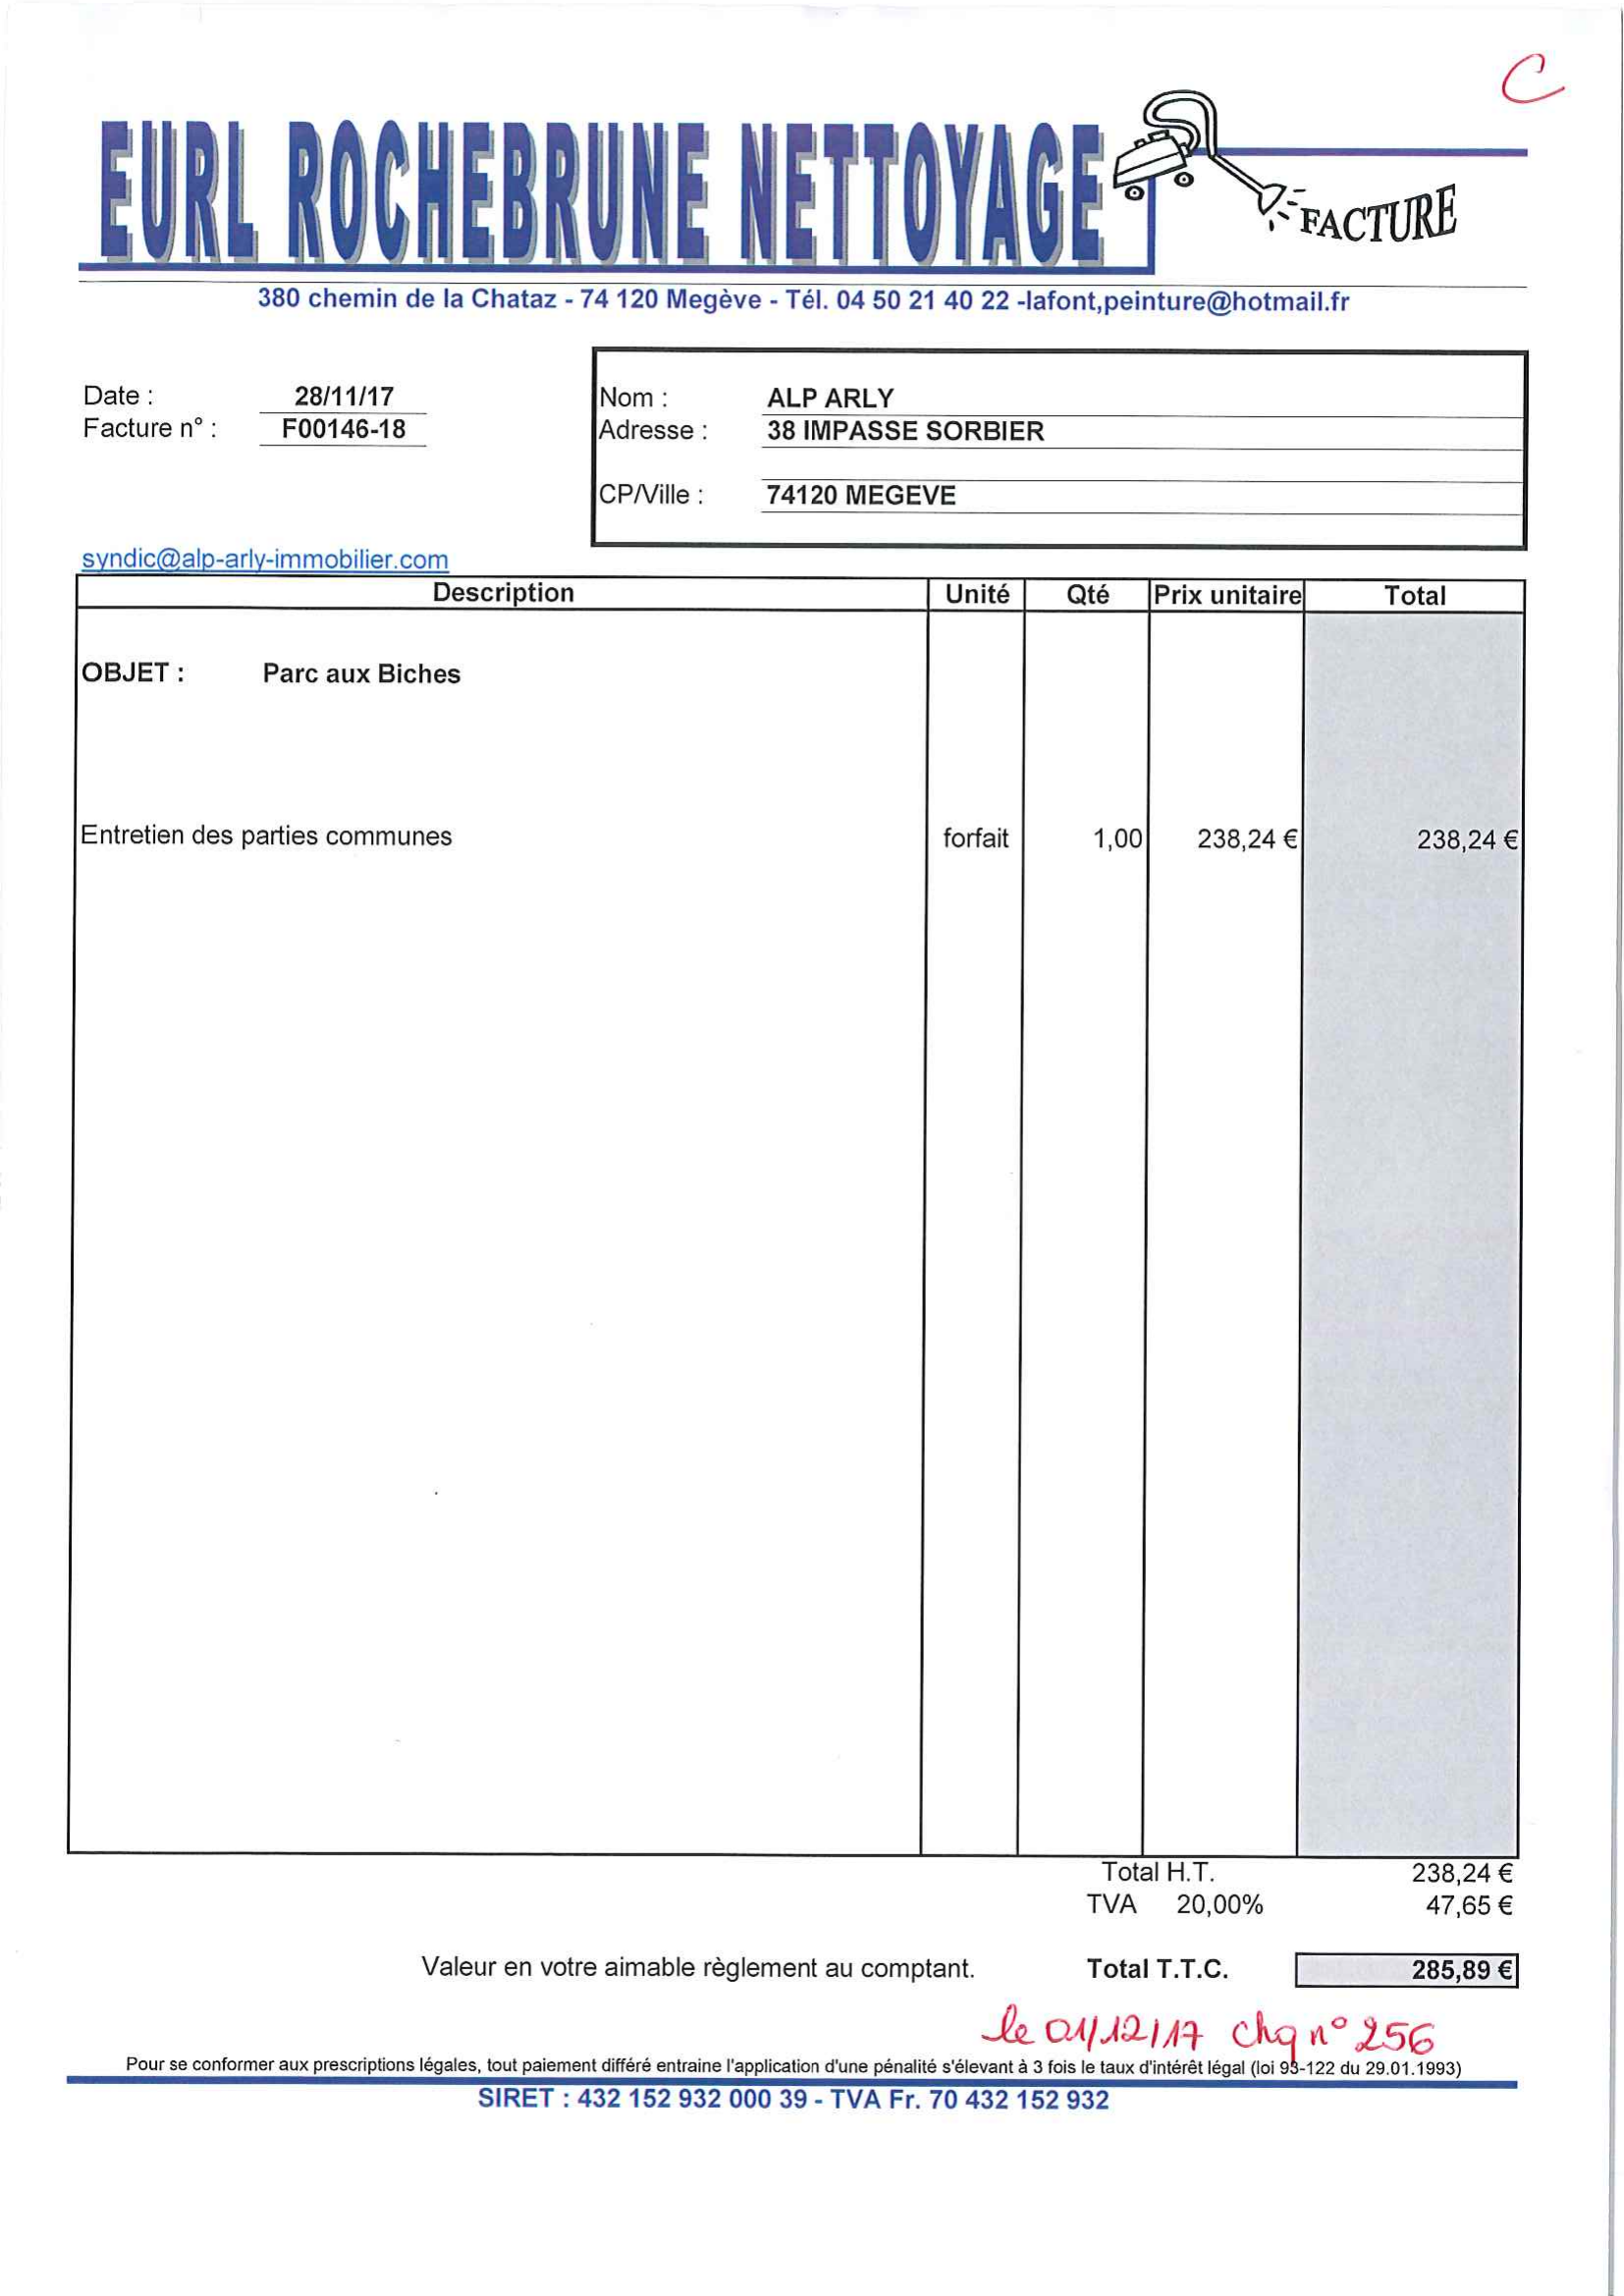 C
EURL ROCHEBRUNE NETTOYAGE
FACTURE
380 chemin de la Chataz - 74 120 Megève - Tél. 04 50 21 40 22 -lafont,peinture@hotmail.fr
Date : 28/11/17
Facture n° : F00146-18
Nom : ALP ARLY
Adresse : 38 IMPASSE SORBIER
CP/Ville : 74120 MEGEVE
syndic@alp-arly-immobilier.com
Description Unité Qté Prix unitaire Total
OBJET : Parc aux Biches
Entretien des parties communes forfait 1,00 238,24 € 238,24 €
Total H.T. 238,24 €
TVA 20,00% 47,65 €
Valeur en votre aimable règlement au comptant. Total T.T.C. 285,89 €
le 01/12/17 chq n° 256
Pour se conformer aux prescriptions légales, tout paiement différé entraine l'application d'une pénalité s'élevant à 3 fois le taux d'intérêt légal (loi 93-122 du 29.01.1993)
SIRET : 432 152 932 000 39 - TVA Fr. 70 432 152 932